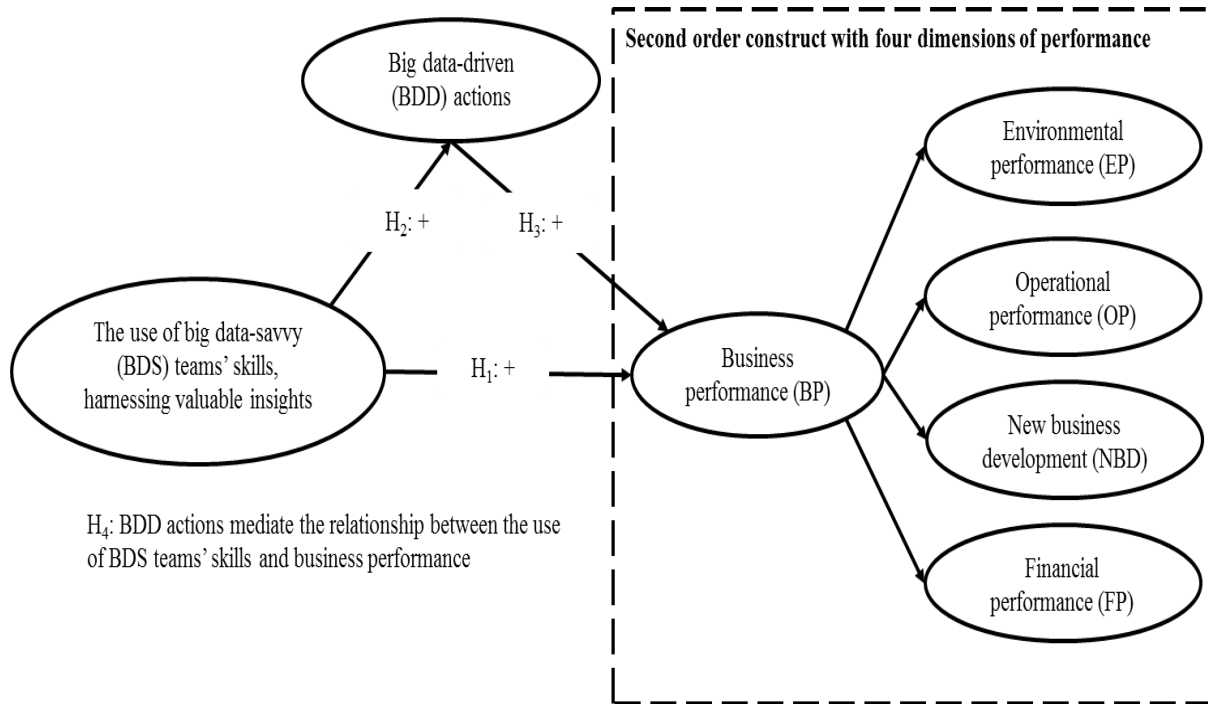 Second order construct with four dimensions of performance
Big data-driven
(BDD) actions
Environmental
performance (EP)
H₂: +
H₃: +
Operational
performance (OP)
The use of big data-savvy
(BDS) teams’ skills,
harnessing valuable insights
H₁: +
Business
performance (BP)
New business
development (NBD)
H₄: BDD actions mediate the relationship between the use
of BDS teams’ skills and business performance
Financial
performance (FP)